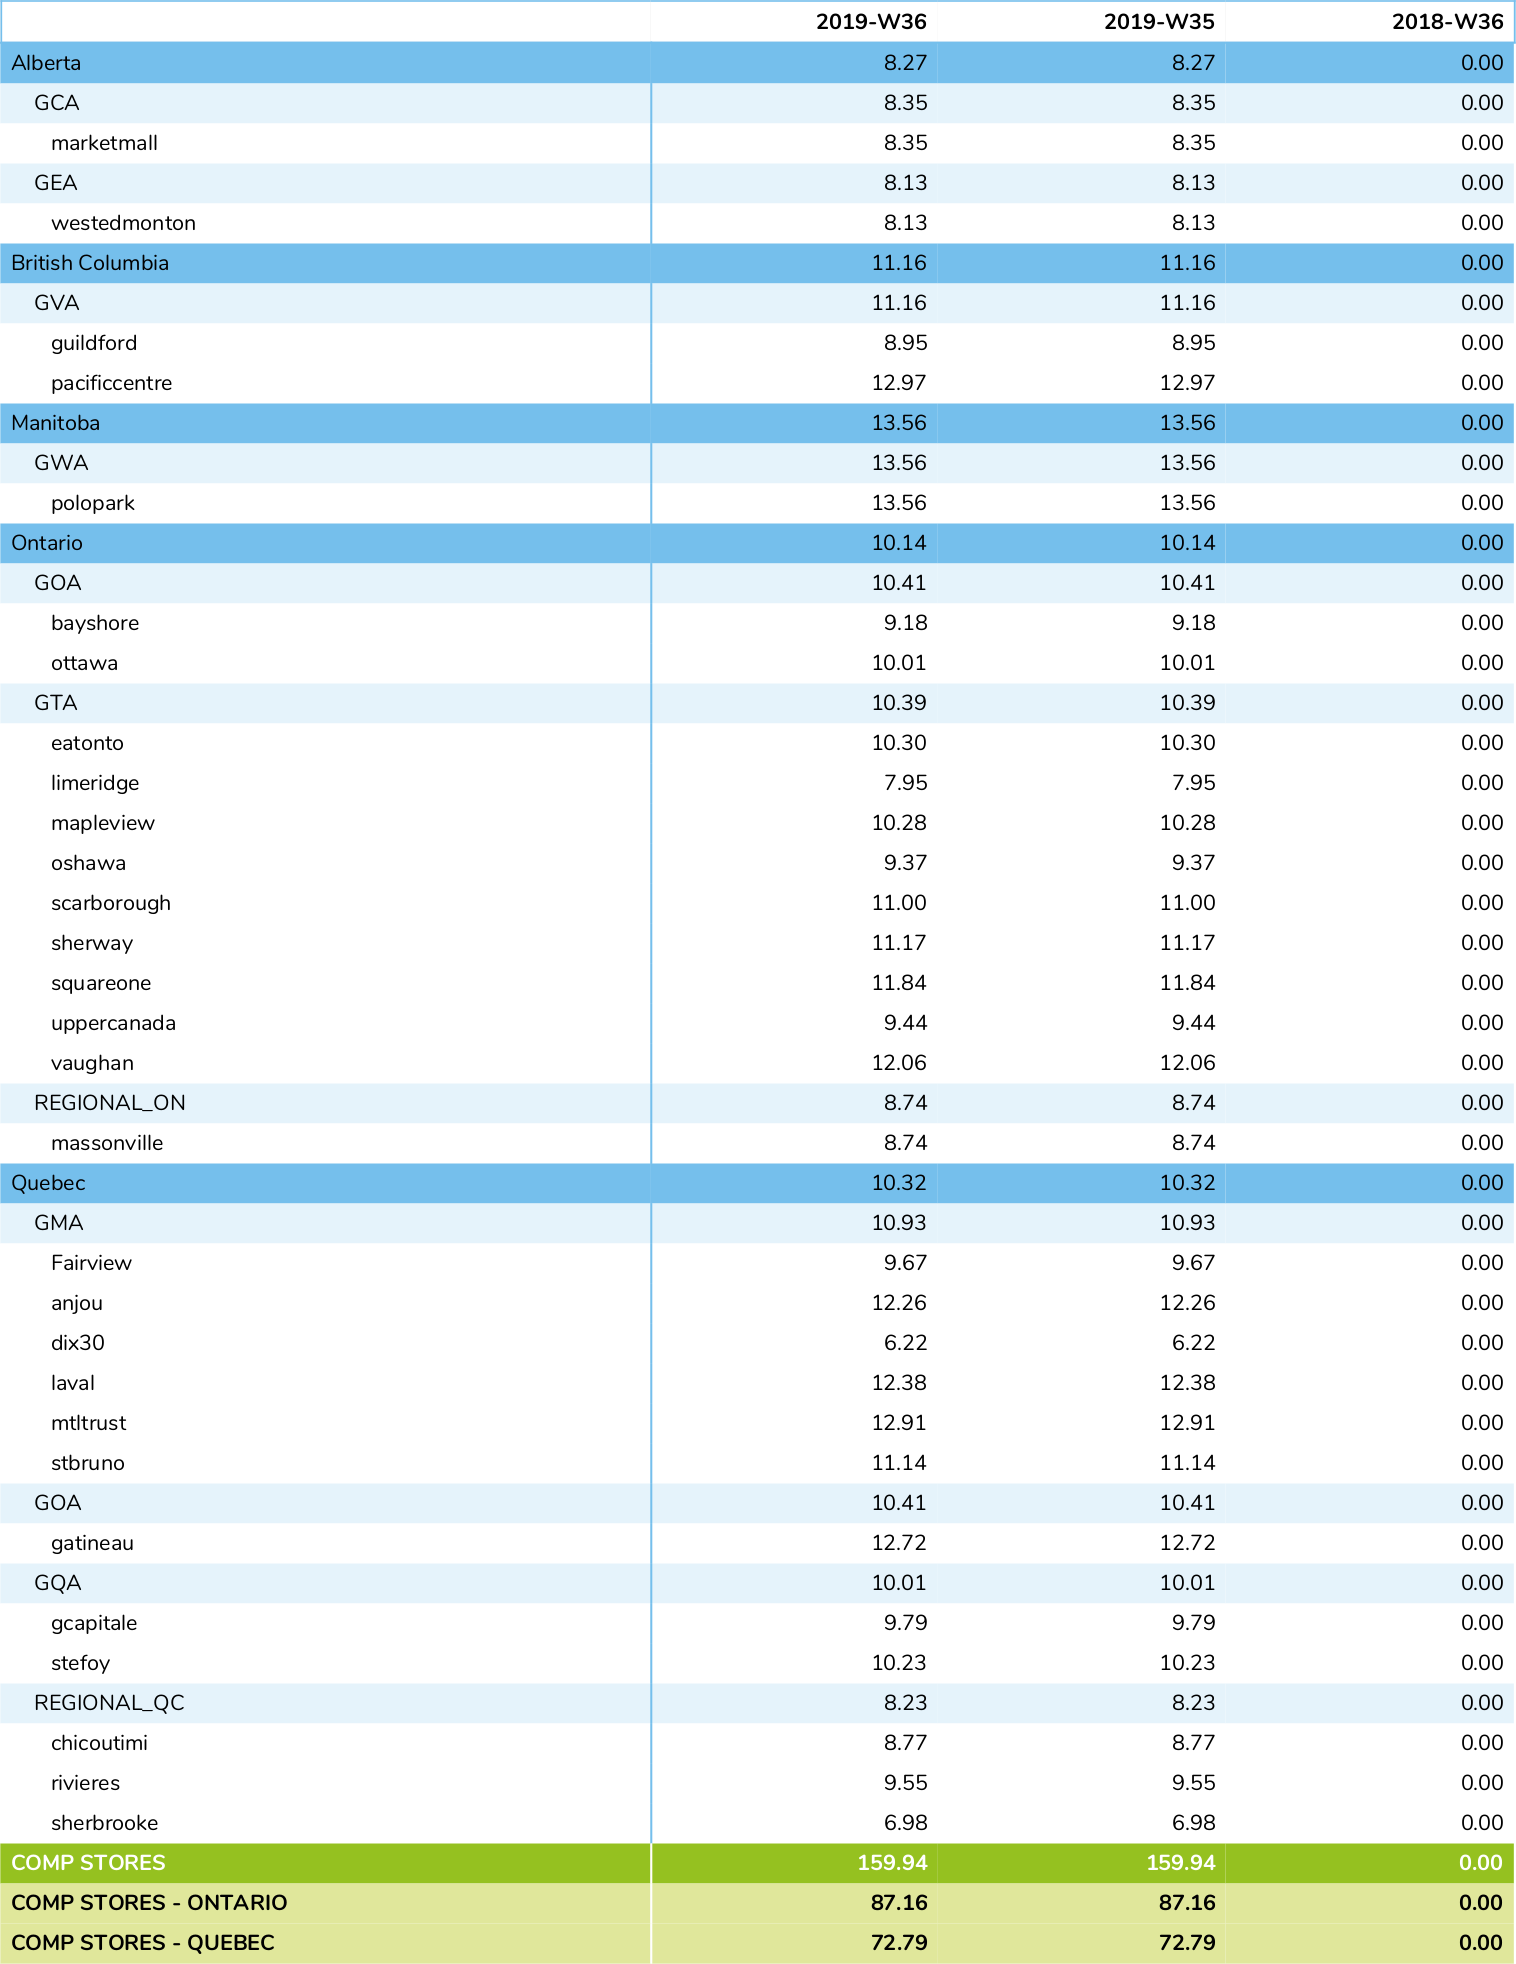 2019-W36 2019-W35 2018-W36
Alberta 8.27 8.27 0.00
GCA 8.35 8.35 0.00
marketmall 8.35 8.35 0.00
GEA 8.13 8.13 0.00
westedmonton 8.13 8.13 0.00
British Columbia 11.16 11.16 0.00
GVA 11.16 11.16 0.00
guildford 8.95 8.95 0.00
pacificcentre 12.97 12.97 0.00
Manitoba 13.56 13.56 0.00
GWA 13.56 13.56 0.00
polopark 13.56 13.56 0.00
Ontario 10.14 10.14 0.00
GOA 10.41 10.41 0.00
bayshore 9.18 9.18 0.00
ottawa 10.01 10.01 0.00
GTA 10.39 10.39 0.00
eatonto 10.30 10.30 0.00
limeridge 7.95 7.95 0.00
mapleview 10.28 10.28 0.00
oshawa 9.37 9.37 0.00
scarborough 11.00 11.00 0.00
sherway 11.17 11.17 0.00
squareone 11.84 11.84 0.00
uppercanada 9.44 9.44 0.00
vaughan 12.06 12.06 0.00
REGIONAL_ON 8.74 8.74 0.00
massonville 8.74 8.74 0.00
Quebec 10.32 10.32 0.00
GMA 10.93 10.93 0.00
Fairview 9.67 9.67 0.00
anjou 12.26 12.26 0.00
dix30 6.22 6.22 0.00
laval 12.38 12.38 0.00
mtltrust 12.91 12.91 0.00
stbruno 11.14 11.14 0.00
GOA 10.41 10.41 0.00
gatineau 12.72 12.72 0.00
GQA 10.01 10.01 0.00
gcapitale 9.79 9.79 0.00
stefoy 10.23 10.23 0.00
REGIONAL_QC 8.23 8.23 0.00
chicoutimi 8.77 8.77 0.00
rivieres 9.55 9.55 0.00
sherbrooke 6.98 6.98 0.00
COMP STORES 159.94 159.94 0.00
COMP STORES - ONTARIO 87.16 87.16 0.00
COMP STORES - QUEBEC 72.79 72.79 0.00